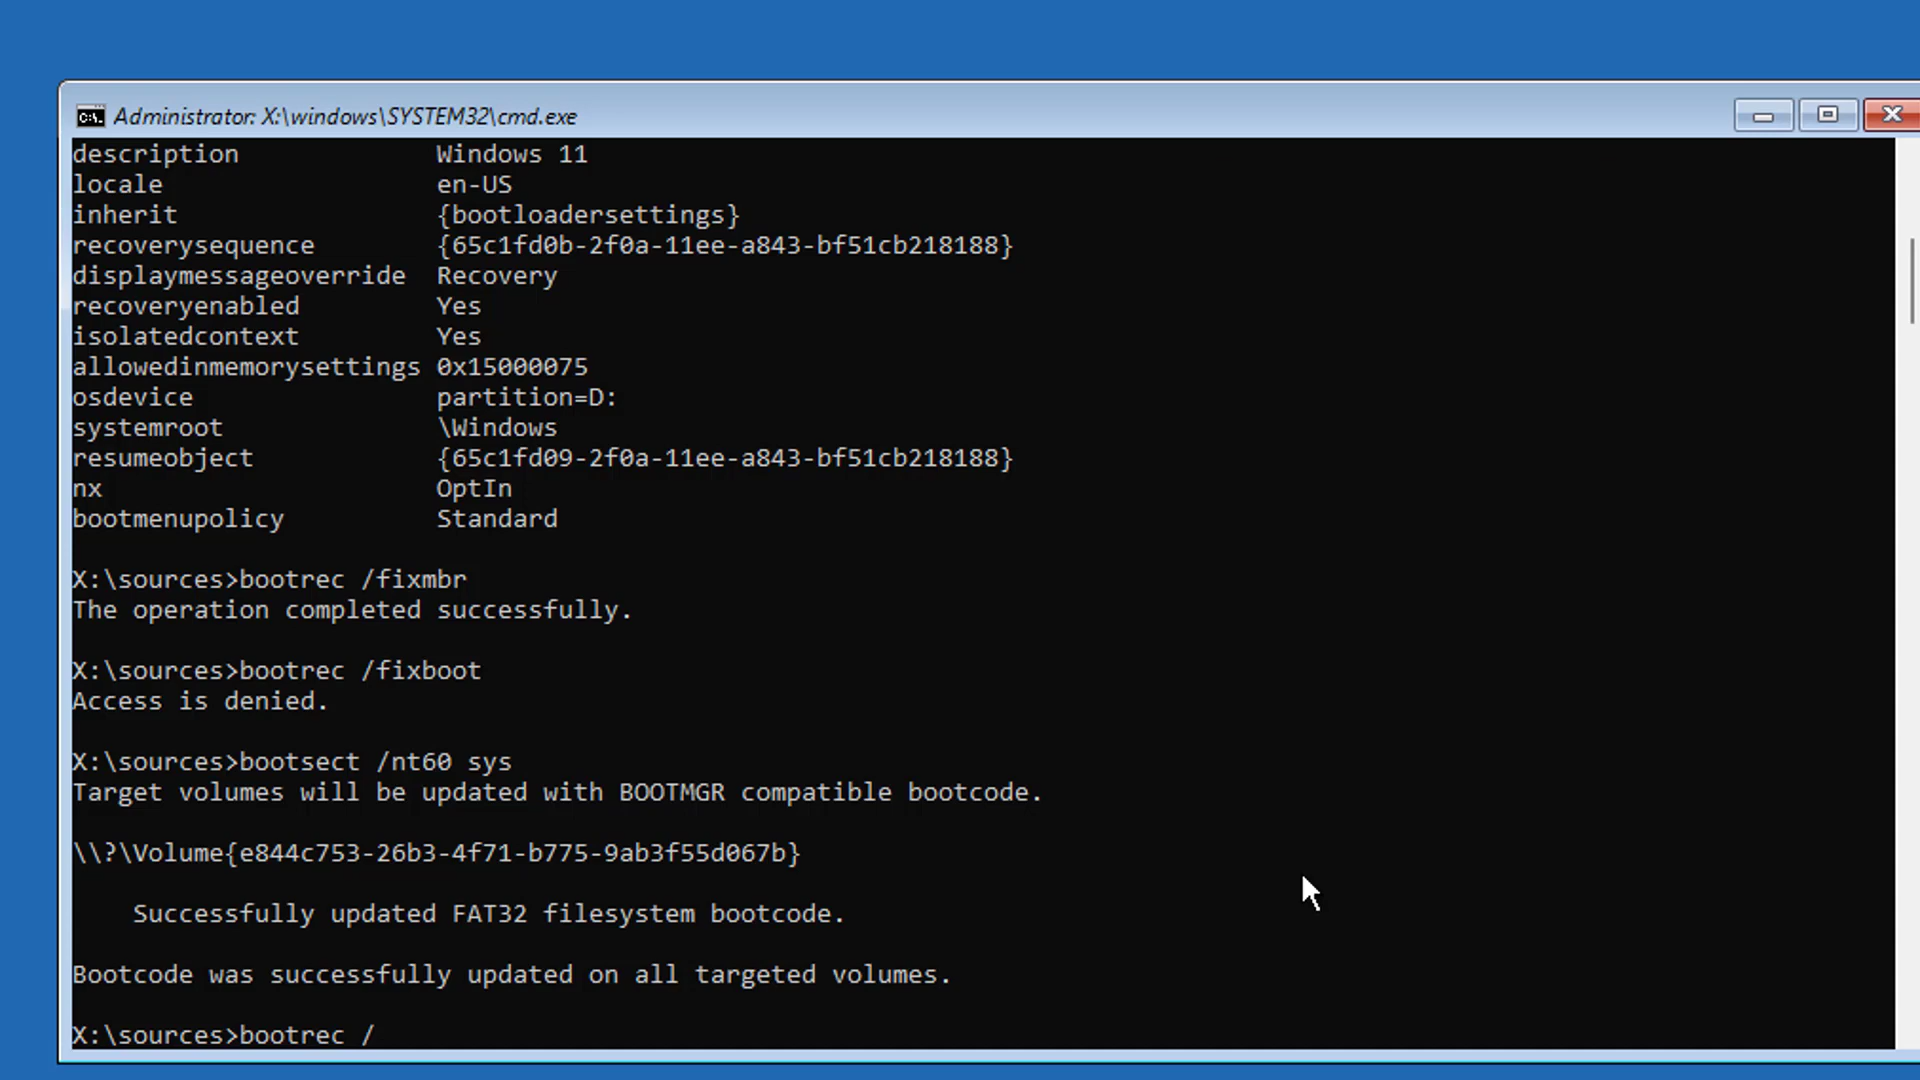 Administrator: X:\windows\SYSTEM32\cmd.exe
description Windows 11
locale en-US
inherit {bootloadersettings}
recoverysequence {65c1fd0b-2f0a-11ee-a843-bf51cb218188}
displaymessageoverride Recovery
recoveryenabled Yes
isolatedcontext Yes
allowedinmemorysettings 0x15000075
osdevice partition=D:
systemroot \Windows
resumeobject {65c1fd09-2f0a-11ee-a843-bf51cb218188}
nx OptIn
bootmenupolicy Standard
X:\sources>bootrec /fixmbr
The operation completed successfully.
X:\sources>bootrec /fixboot
Access is denied.
X:\sources>bootsect /nt60 sys
Target volumes will be updated with BOOTMGR compatible bootcode.
\\?\Volume{e844c753-26b3-4f71-b775-9ab3f55d067b}
Successfully updated FAT32 filesystem bootcode.
Bootcode was successfully updated on all targeted volumes.
X:\sources>bootrec /